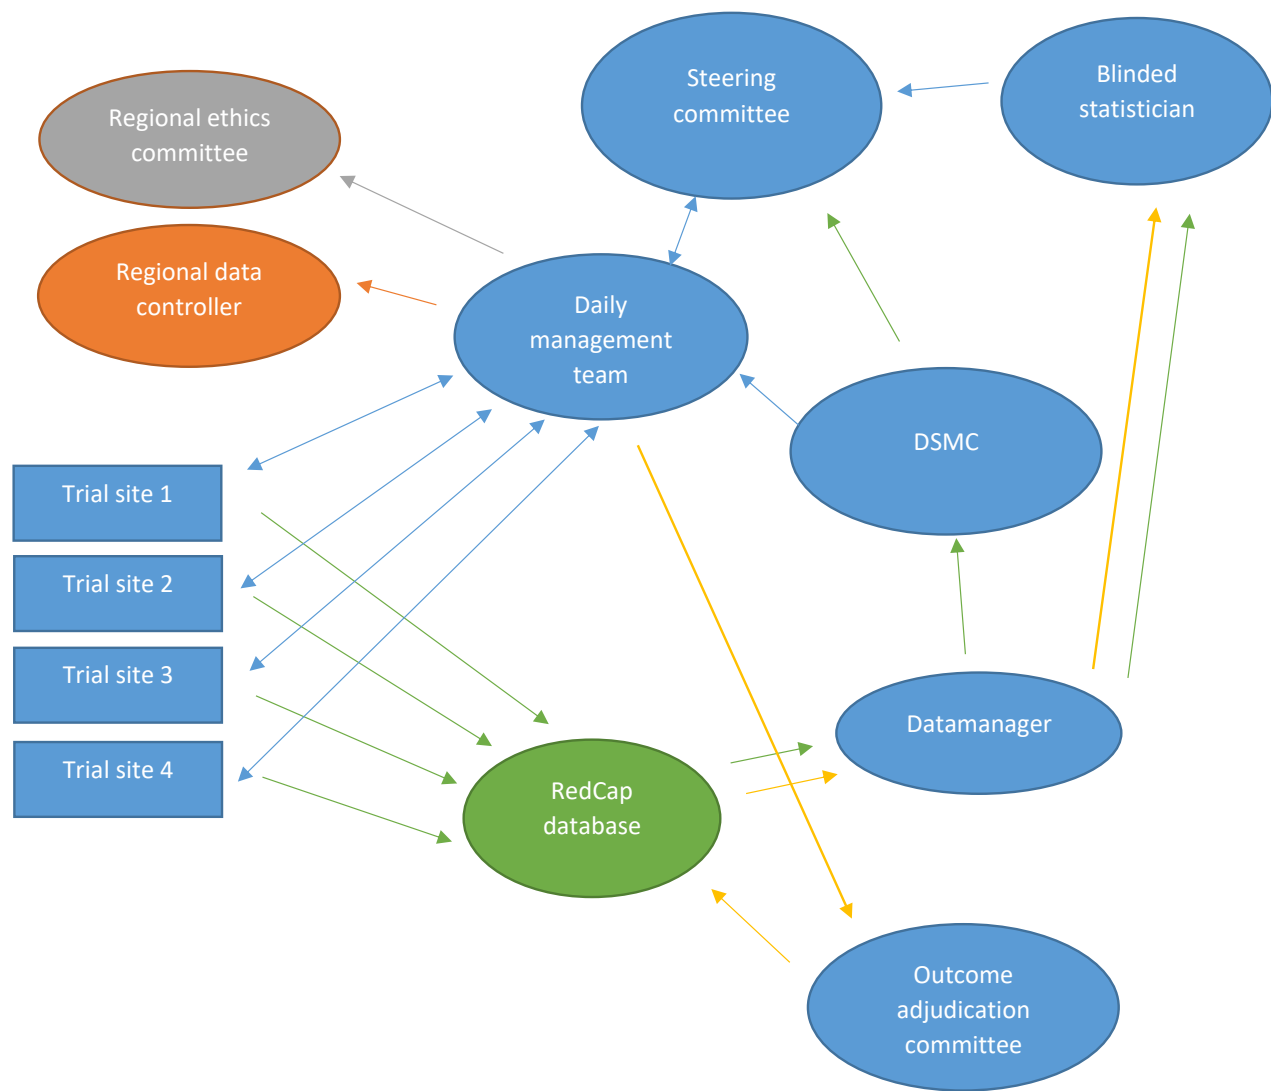 Steering
committee
Blinded
statistician
Regional ethics
committee
Regional data
controller
Daily
management
team
DSMC
Trial site 1
Trial site 2
Trial site 3
Trial site 4
Datamanager
RedCap
database
Outcome
adjudication
committee